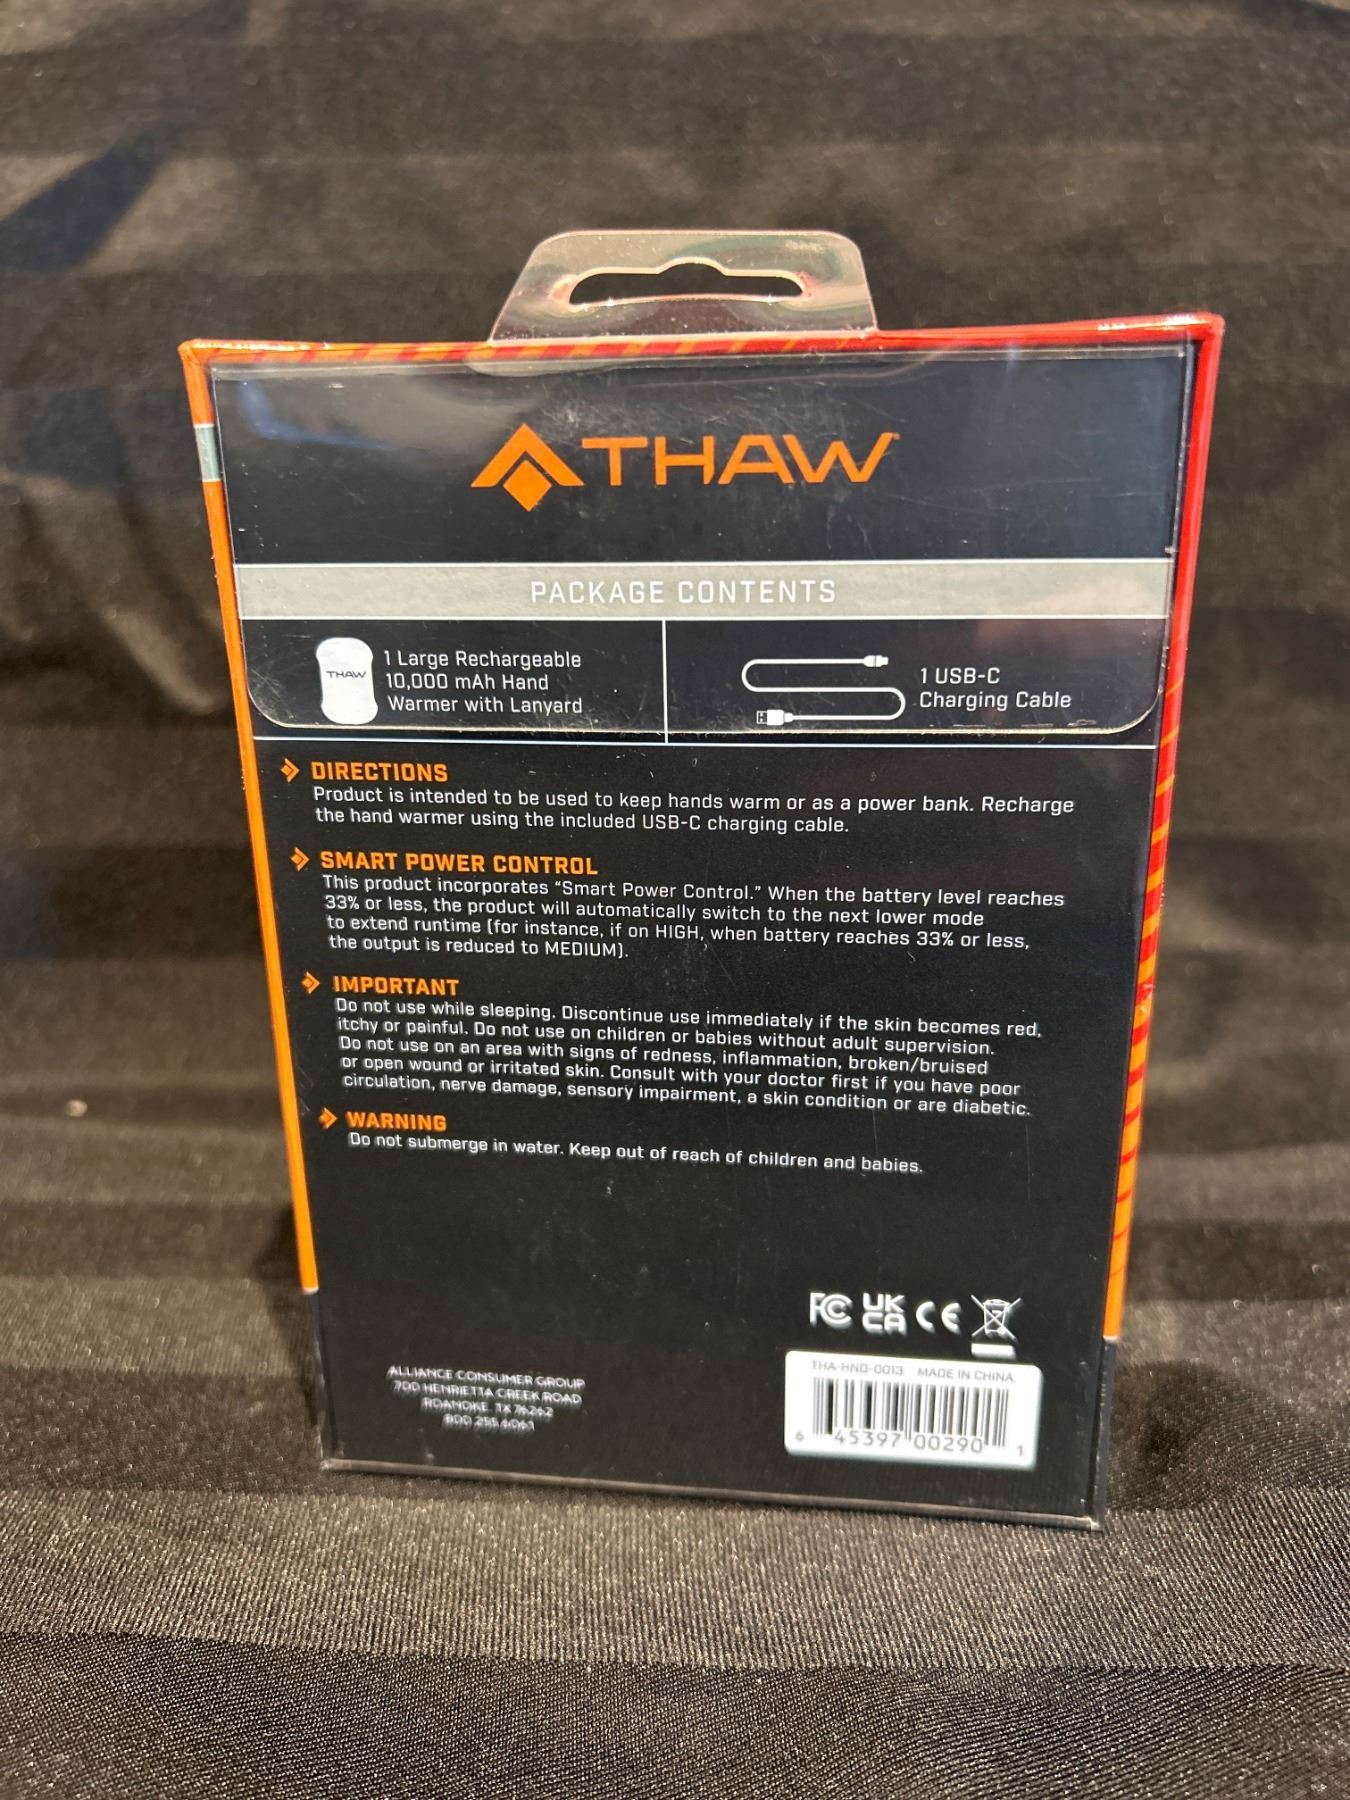 THAW
PACKAGE CONTENTS
THAW
1 Large Rechargeable
10,000 mAh Hand
Warmer with Lanyard
1 USB-C
Charging Cable
DIRECTIONS
Product is intended to be used to keep hands warm or as a power bank. Recharge
the hand warmer using the included USB-C charging cable.
SMART POWER CONTROL
This product incorporates “Smart Power Control.” When the battery level reaches
33% or less, the product will automatically switch to the next lower mode
to extend runtime (for instance, if on HIGH, when battery reaches 33% or less,
the output is reduced to MEDIUM).
IMPORTANT
Do not use while sleeping. Discontinue use immediately if the skin becomes red,
itchy or painful. Do not use on children or babies without adult supervision.
Do not use on an area with signs of redness, inflammation, broken/bruised
or open wound or irritated skin. Consult with your doctor first if you have poor
circulation, nerve damage, sensory impairment, a skin condition or are diabetic.
WARNING
Do not submerge in water. Keep out of reach of children and babies.
FC UK CA CE
ALLIANCE CONSUMER GROUP
700 HENRIETTA CREEK ROAD
ROANOKE, TX 76262
800.255.6061
THA-HND-0013 MADE IN CHINA
6 45397 00290 1